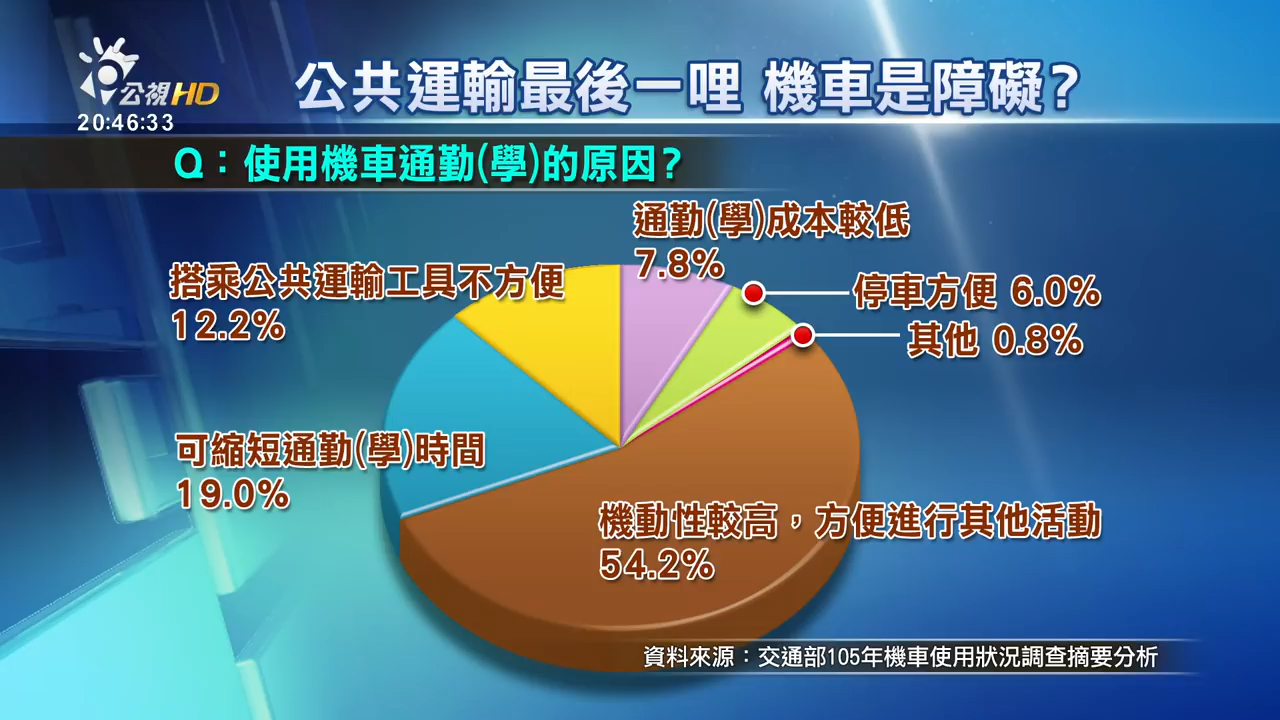 公視HD
20:46:33
公共運輸最後一哩 機車是障礙?
Q：使用機車通勤(學)的原因?
通勤(學)成本較低
7.8%
停車方便 6.0%
其他 0.8%
搭乘公共運輸工具不方便
12.2%
可縮短通勤(學)時間
19.0%
機動性較高，方便進行其他活動
54.2%
資料來源：交通部105年機車使用狀況調查摘要分析